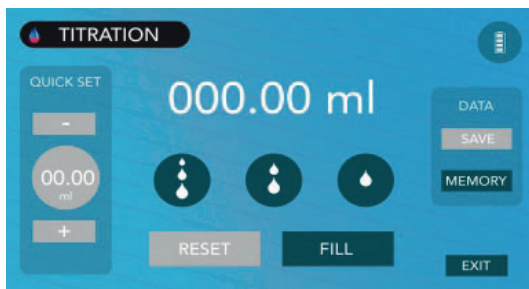 TITRATION
QUICK SET
-
00.00
ml
+
000.00 ml
RESET
FILL
DATA
SAVE
MEMORY
EXIT